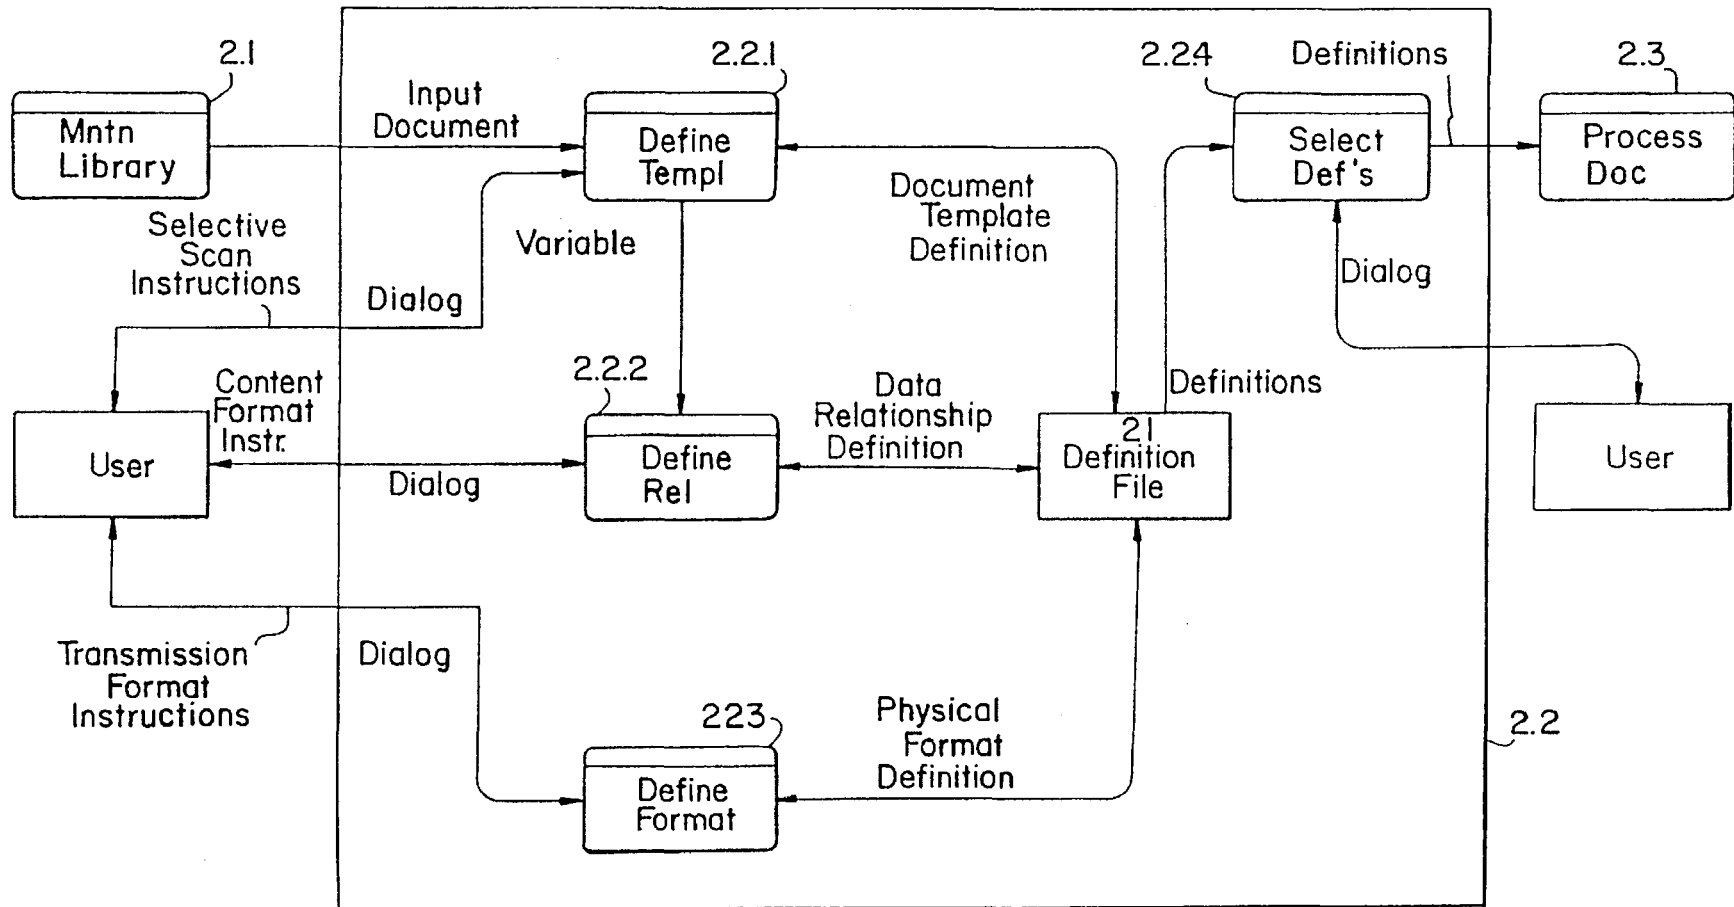 2.1
Mntn
Library
Input
Document
2.2.1
Define
Templ
2.2.4
Select
Def's
Definitions
2.3
Process
Doc
Selective
Scan
Instructions
Dialog
Variable
Document
Template
Definition
Dialog
Content
Format
Instr.
User
Dialog
2.2.2
Define
Rel
Data
Relationship
Definition
Definitions
21
Definition
File
User
Transmission
Format
Instructions
Dialog
223
Define
Format
Physical
Format
Definition
2.2